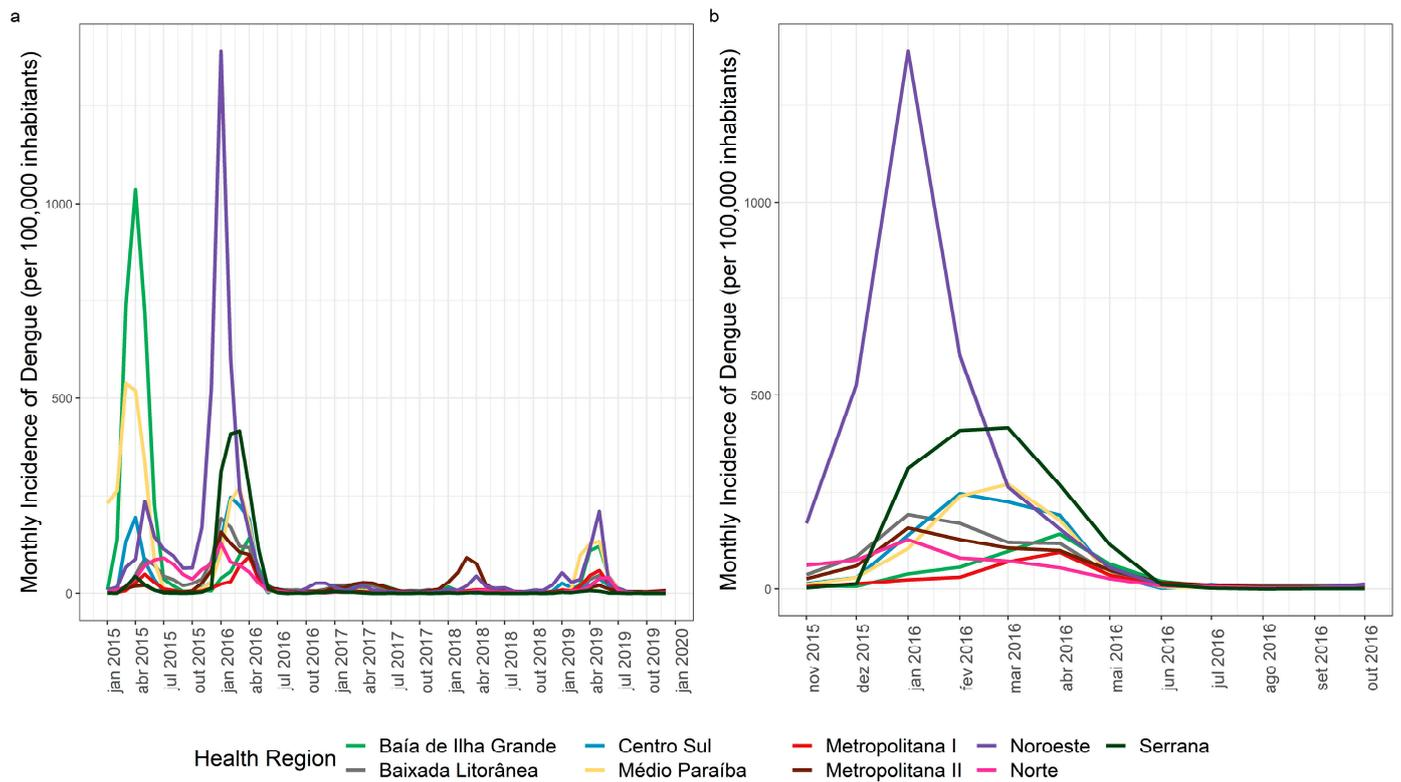 a
b
Monthly Incidence of Dengue (per 100,000 inhabitants)
1000
500
0
jan 2015
abr 2015
jul 2015
out 2015
jan 2016
abr 2016
jul 2016
out 2016
jan 2017
abr 2017
jul 2017
out 2017
jan 2018
abr 2018
jul 2018
out 2018
jan 2019
abr 2019
jul 2019
out 2019
jan 2020
Monthly Incidence of Dengue (per 100,000 inhabitants)
1000
500
0
nov 2015
dez 2015
jan 2016
fev 2016
mar 2016
abr 2016
mai 2016
jun 2016
jul 2016
ago 2016
set 2016
out 2016
Health Region
Baía de Ilha Grande
Centro Sul
Metropolitana I
Noroeste
Serrana
Baixada Litorânea
Médio Paraíba
Metropolitana II
Norte